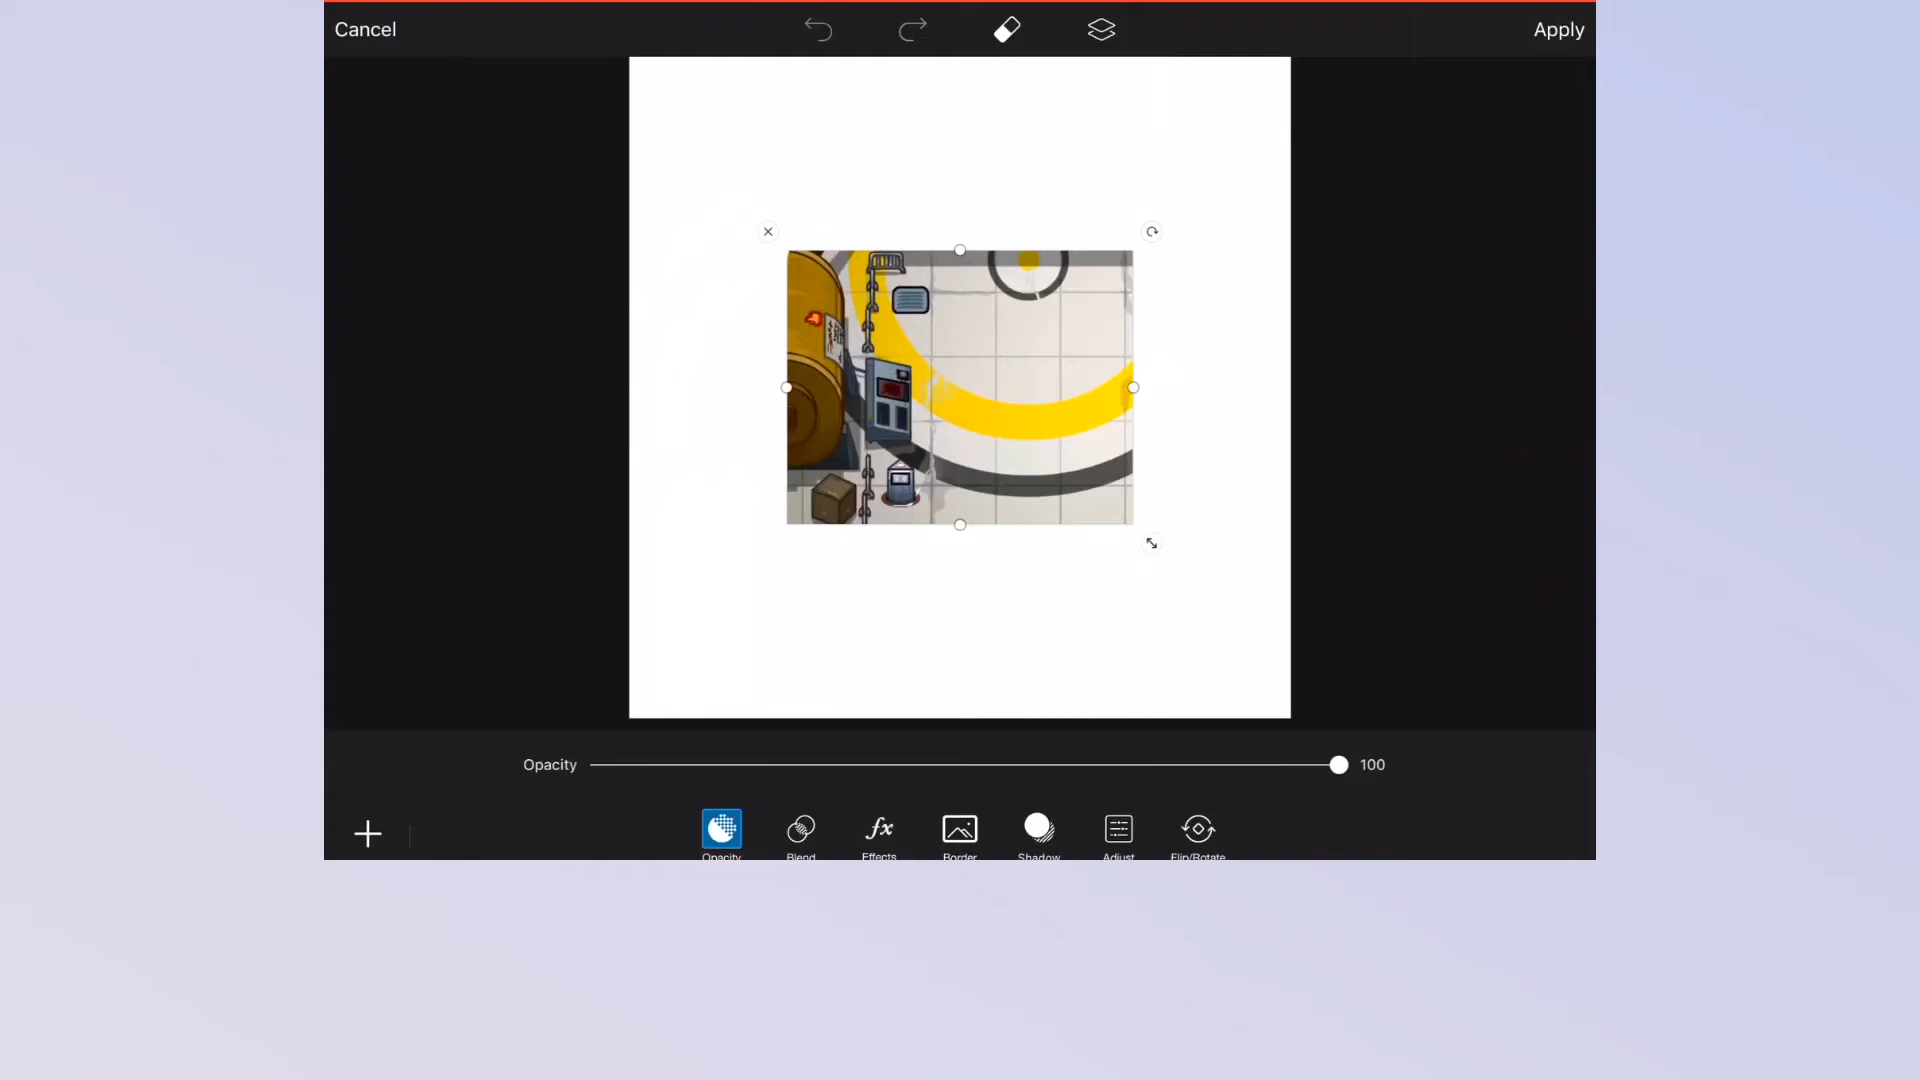 Cancel
Apply
Opacity 100
Opacity Blend Effects Border Shadow Adjust Flip/Rotate